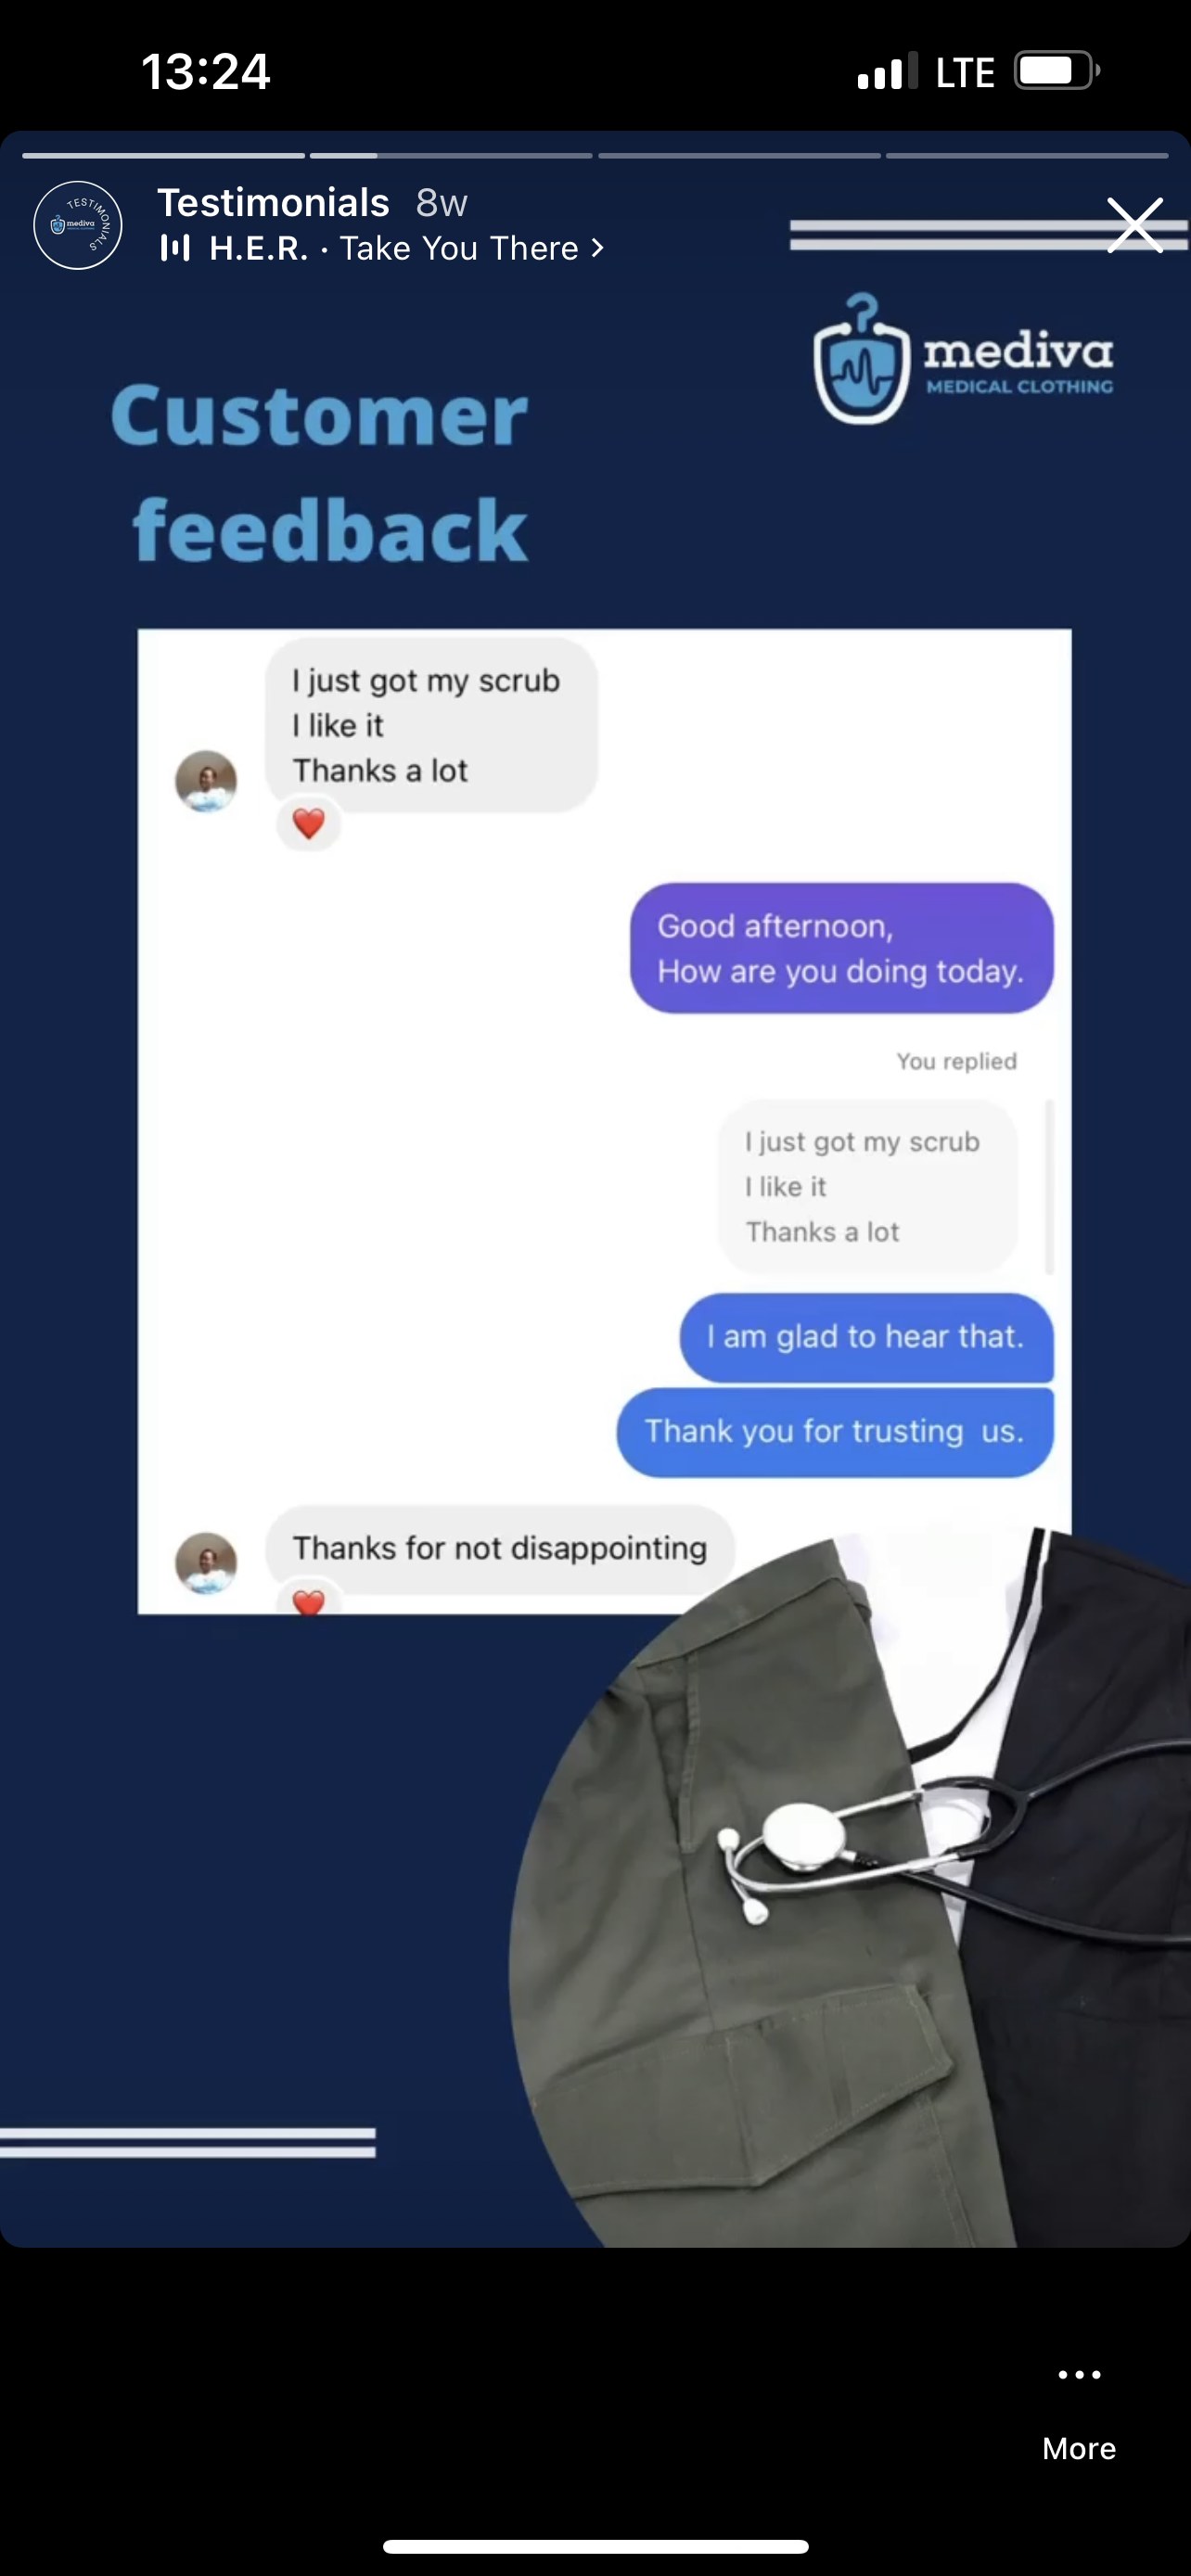 13:24
LTE
Testimonials 8w
H.E.R. · Take You There >
TESTIMONIALS
mediva
mediva
MEDICAL CLOTHING
Customer
feedback
I just got my scrub
I like it
Thanks a lot
Good afternoon,
How are you doing today.
You replied
I just got my scrub
I like it
Thanks a lot
I am glad to hear that.
Thank you for trusting  us.
Thanks for not disappointing
More